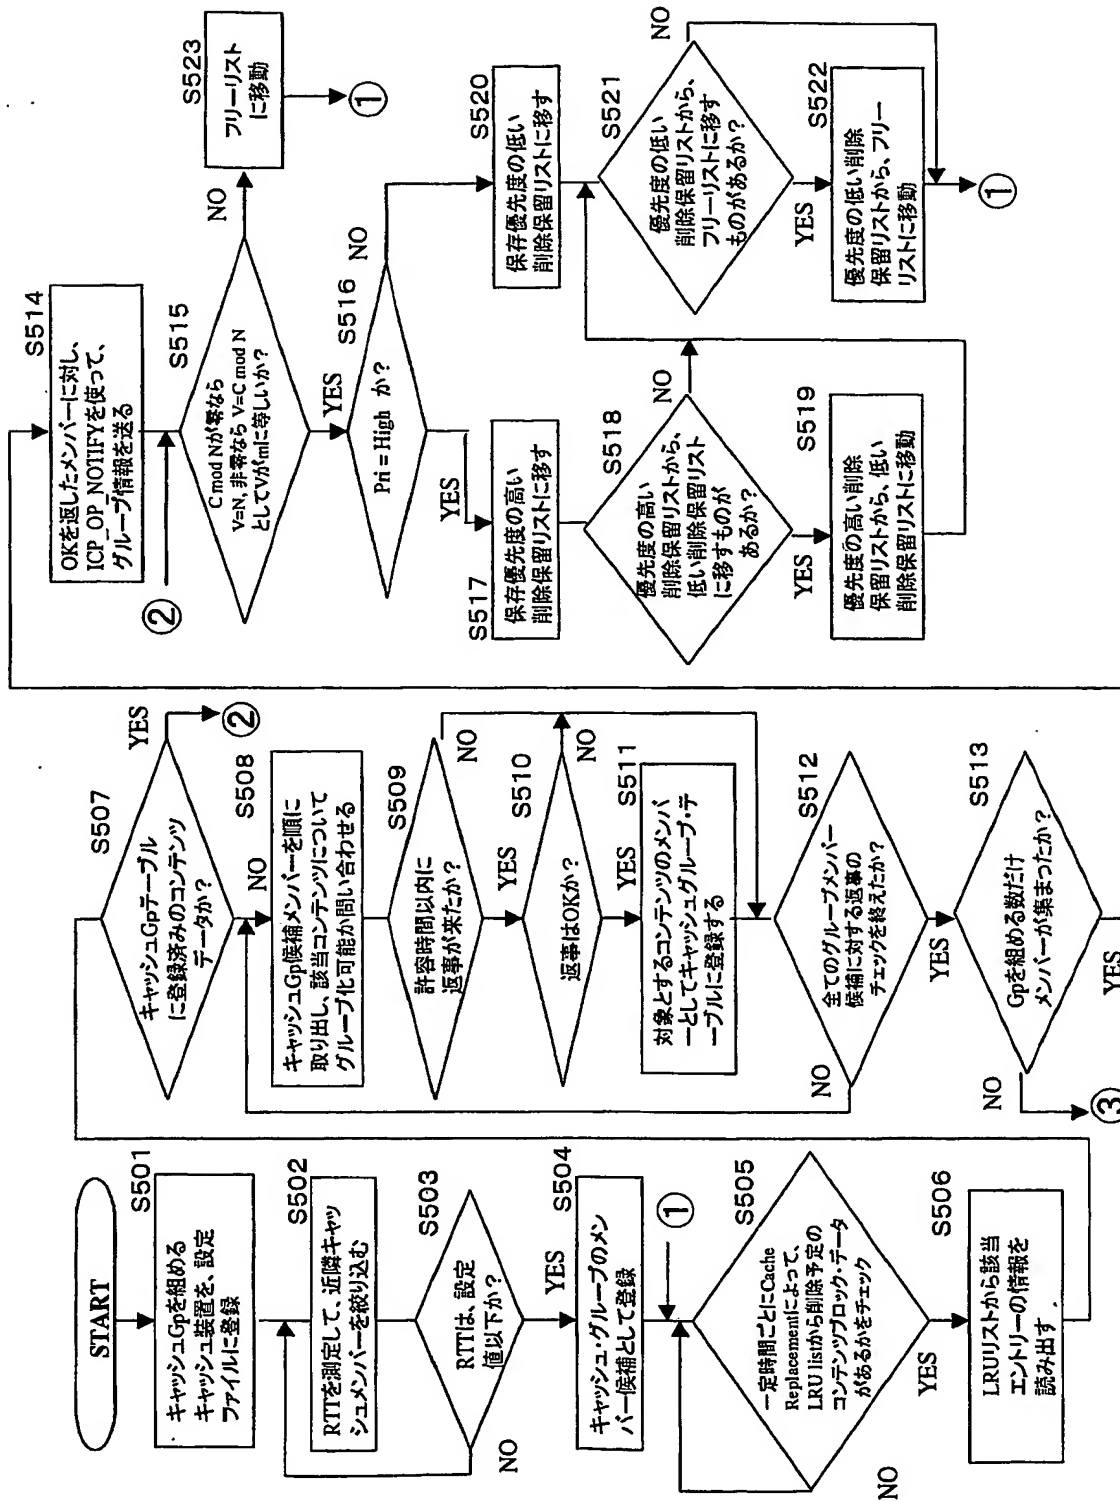 START
S501
キャッシュGpを組める
キャッシュ装置を、設定
ファイルに登録
S502
RTTを測定して、近隣キャッ
シュメンバーを絞り込む
S503
RTTは、設定
値以下か?
NO
YES
S504
キャッシュ・グループのメン
バー候補として登録
①
S505
一定時間ごとにCache
Replacementによって、
LRU listから削除予定の
コンテンツブロック・データ
があるかをチェック
NO
YES
S506
LRUリストから該当
エントリーの情報を
読み出す
S507
キャッシュGpテーブル
に登録済みのコンテンツ
データか?
YES
②
NO
S508
キャッシュGp候補メンバーを順に
取り出し、該当コンテンツについて
グループ化可能か問い合わせる
S509
許容時間以内に
返事が来たか?
NO
YES
S510
返事はOKか?
NO
YES
S511
対象とするコンテンツのメンバ
ーとしてキャッシュグループ・テ
ーブルに登録する
S512
全てのグループメンバー
候補に対する返事の
チェックを終えたか?
NO
YES
S513
Gpを組める数だけ
メンバーが集まったか?
NO
③
YES
S514
OKを返したメンバーに対し、
ICP_OP_NOTIFYを使って、
グループ情報を送る
②
S515
C mod Nが零なら
V=N, 非零なら V=C mod N
としてVがmに等しいか?
NO
S523
フリーリスト
に移動
①
YES
S516
Pri = High か?
NO
YES
S517
保存優先度の高い
削除保留リストに移す
S518
優先度の高い
削除保留リストから、
低い削除保留リスト
に移すものが
あるか?
NO
YES
S519
優先度の高い削除
保留リストから、低い
削除保留リストに移動
S520
保存優先度の低い
削除保留リストに移す
S521
優先度の低い
削除保留リストから、
フリーリストに移す
ものがあるか?
NO
YES
S522
優先度の低い削除
保留リストから、フリー
リストに移動
①